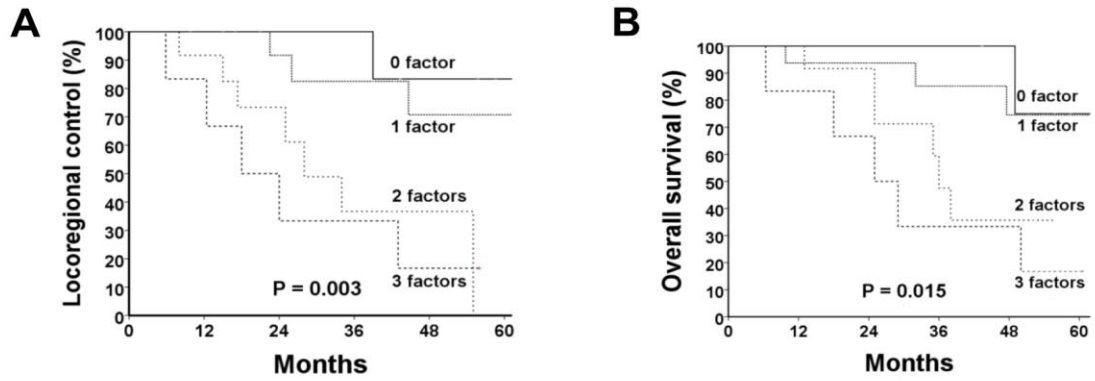 A
Locoregional control (%)
100
90
80
70
60
50
40
30
20
10
0
0 factor
1 factor
2 factors
3 factors
P = 0.003
0 12 24 36 48 60
Months
B
Overall survival (%)
100
90
80
70
60
50
40
30
20
10
0
0 factor
1 factor
2 factors
3 factors
P = 0.015
0 12 24 36 48 60
Months